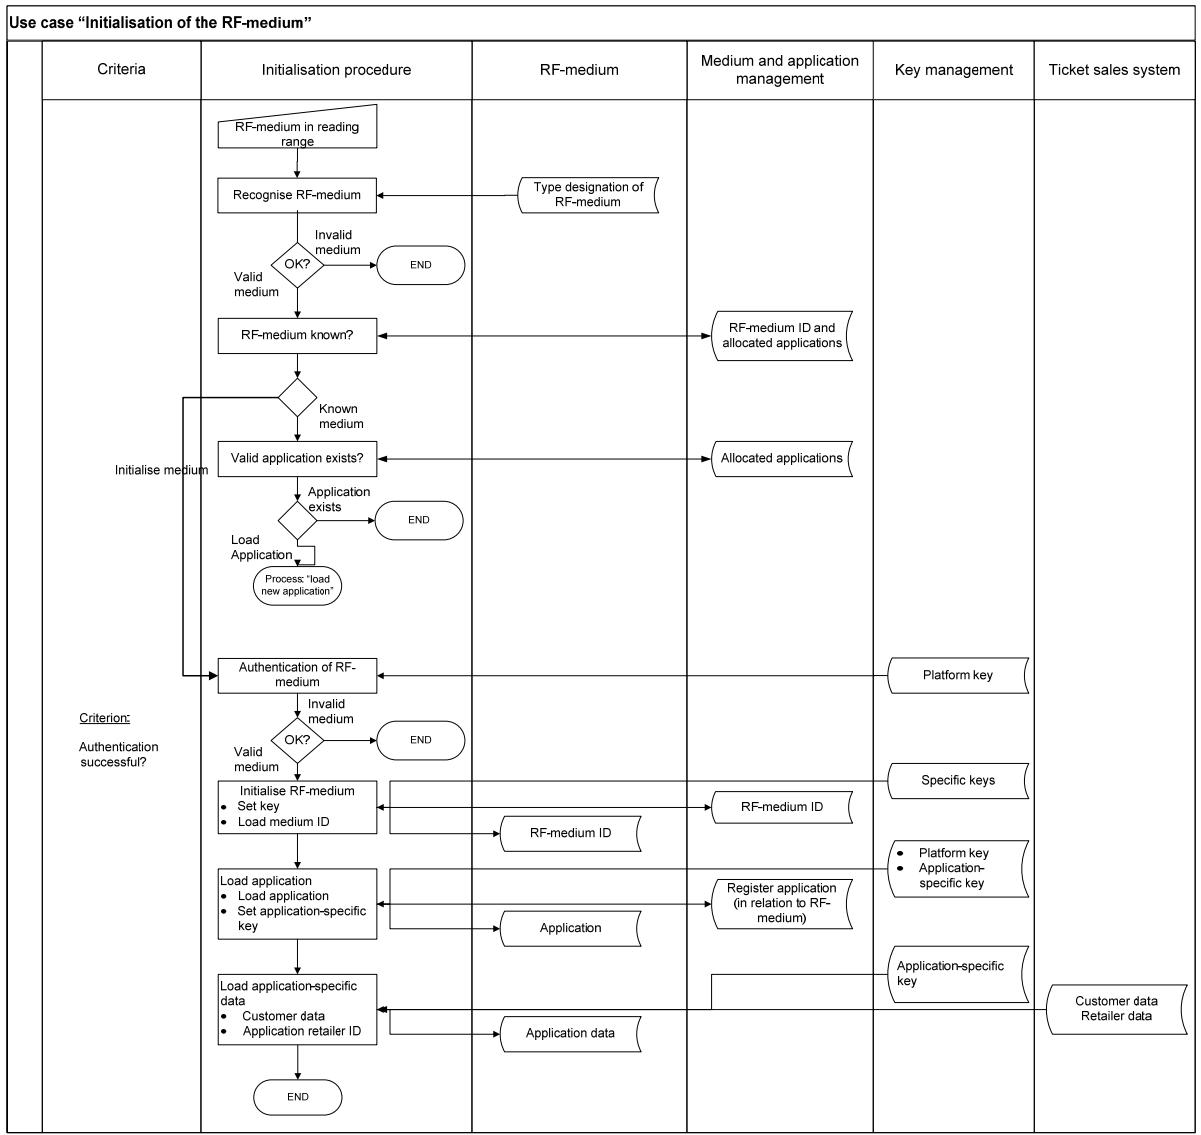 Use case “Initialisation of the RF-medium”
Criteria
Initialisation procedure
RF-medium
Medium and application
management
Key management
Ticket sales system
RF-medium in reading
range
Recognise RF-medium
Type designation of
RF-medium
Invalid
medium
OK?
END
Valid
medium
RF-medium known?
RF-medium ID and
allocated applications
Known
medium
Initialise medium
Valid application exists?
Allocated applications
Application
exists
END
Load
Application
Process: “load
new application”
Authentication of RF-
medium
Platform key
Criterion:
Authentication
successful?
Invalid
medium
OK?
END
Valid
medium
Initialise RF-medium
• Set key
• Load medium ID
Specific keys
RF-medium ID
RF-medium ID
Load application
• Load application
• Set application-specific
key
• Platform key
• Application-
specific key
Register application
(in relation to RF-
medium)
Application
Load application-specific
data
• Customer data
• Application retailer ID
Application-specific
key
Customer data
Retailer data
Application data
END